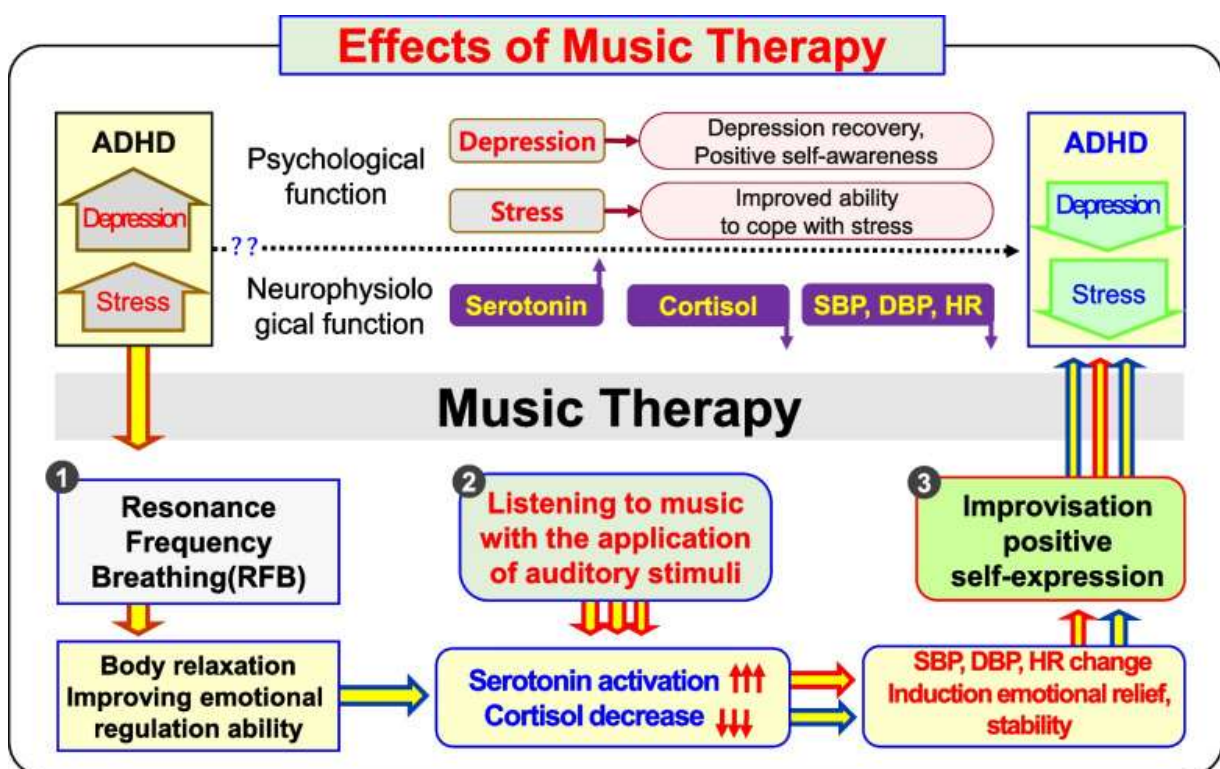 Effects of Music Therapy
ADHD
Depression
Stress
Psychological
function
Depression
Depression recovery,
Positive self-awareness
Stress
Improved ability
to cope with stress
??
Neurophysiolo
gical function
Serotonin
Cortisol
SBP, DBP, HR
ADHD
Depression
Stress
Music Therapy
1
Resonance
Frequency
Breathing(RFB)
2
Listening to music
with the application
of auditory stimuli
3
Improvisation
positive
self-expression
Body relaxation
Improving emotional
regulation ability
Serotonin activation
Cortisol decrease
SBP, DBP, HR change
Induction emotional relief,
stability